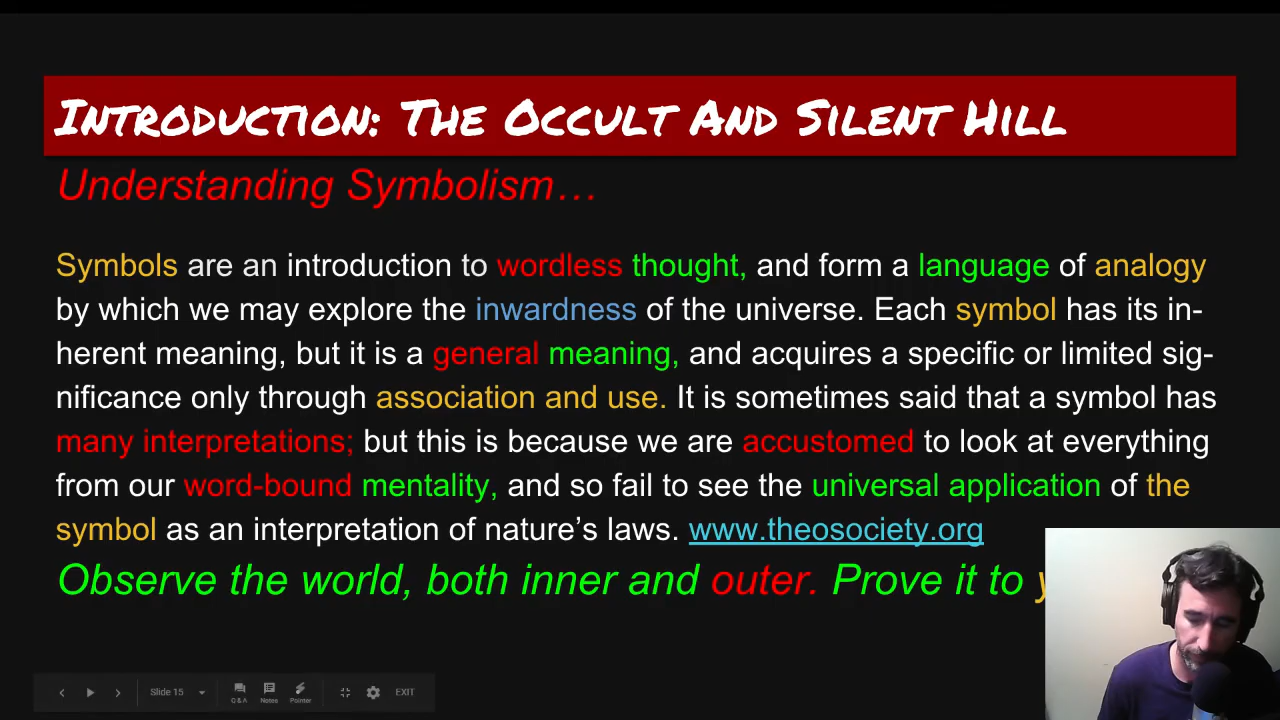 Introduction: The Occult And Silent Hill
Understanding Symbolism...
Symbols are an introduction to wordless thought, and form a language of analogy
by which we may explore the inwardness of the universe. Each symbol has its in-
herent meaning, but it is a general meaning, and acquires a specific or limited sig-
nificance only through association and use. It is sometimes said that a symbol has
many interpretations; but this is because we are accustomed to look at everything
from our word-bound mentality, and so fail to see the universal application of the
symbol as an interpretation of nature’s laws. www.theosociety.org
Observe the world, both inner and outer. Prove it to
Slide 15
Q & A Notes Pointer
EXIT